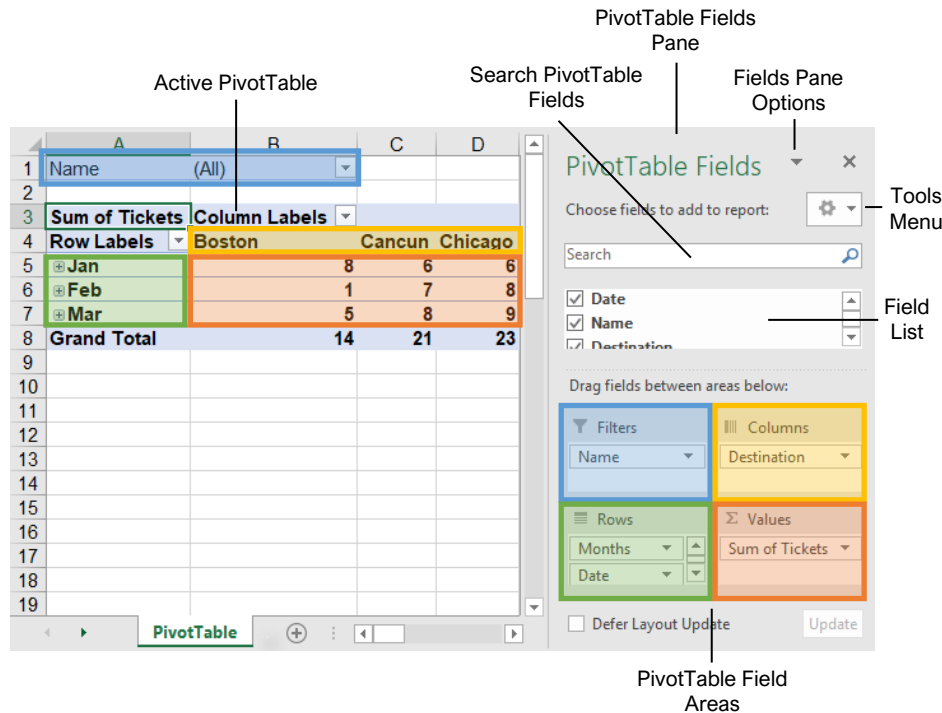 PivotTable Fields
Pane
Active PivotTable
Search PivotTable
Fields
Fields Pane
Options
A B C D
1 Name (All)
2
3 Sum of Tickets Column Labels
4 Row Labels Boston Cancun Chicago
5 Jan 8 6 6
6 Feb 1 7 8
7 Mar 5 8 9
8 Grand Total 14 21 23
9
10
11
12
13
14
15
16
17
18
19
PivotTable
PivotTable Fields
Choose fields to add to report:
Tools
Menu
Search
Date
Name
Destination
Field
List
Drag fields between areas below:
Filters
Name
Columns
Destination
Rows
Months
Date
Σ Values
Sum of Tickets
Defer Layout Update
Update
PivotTable Field
Areas